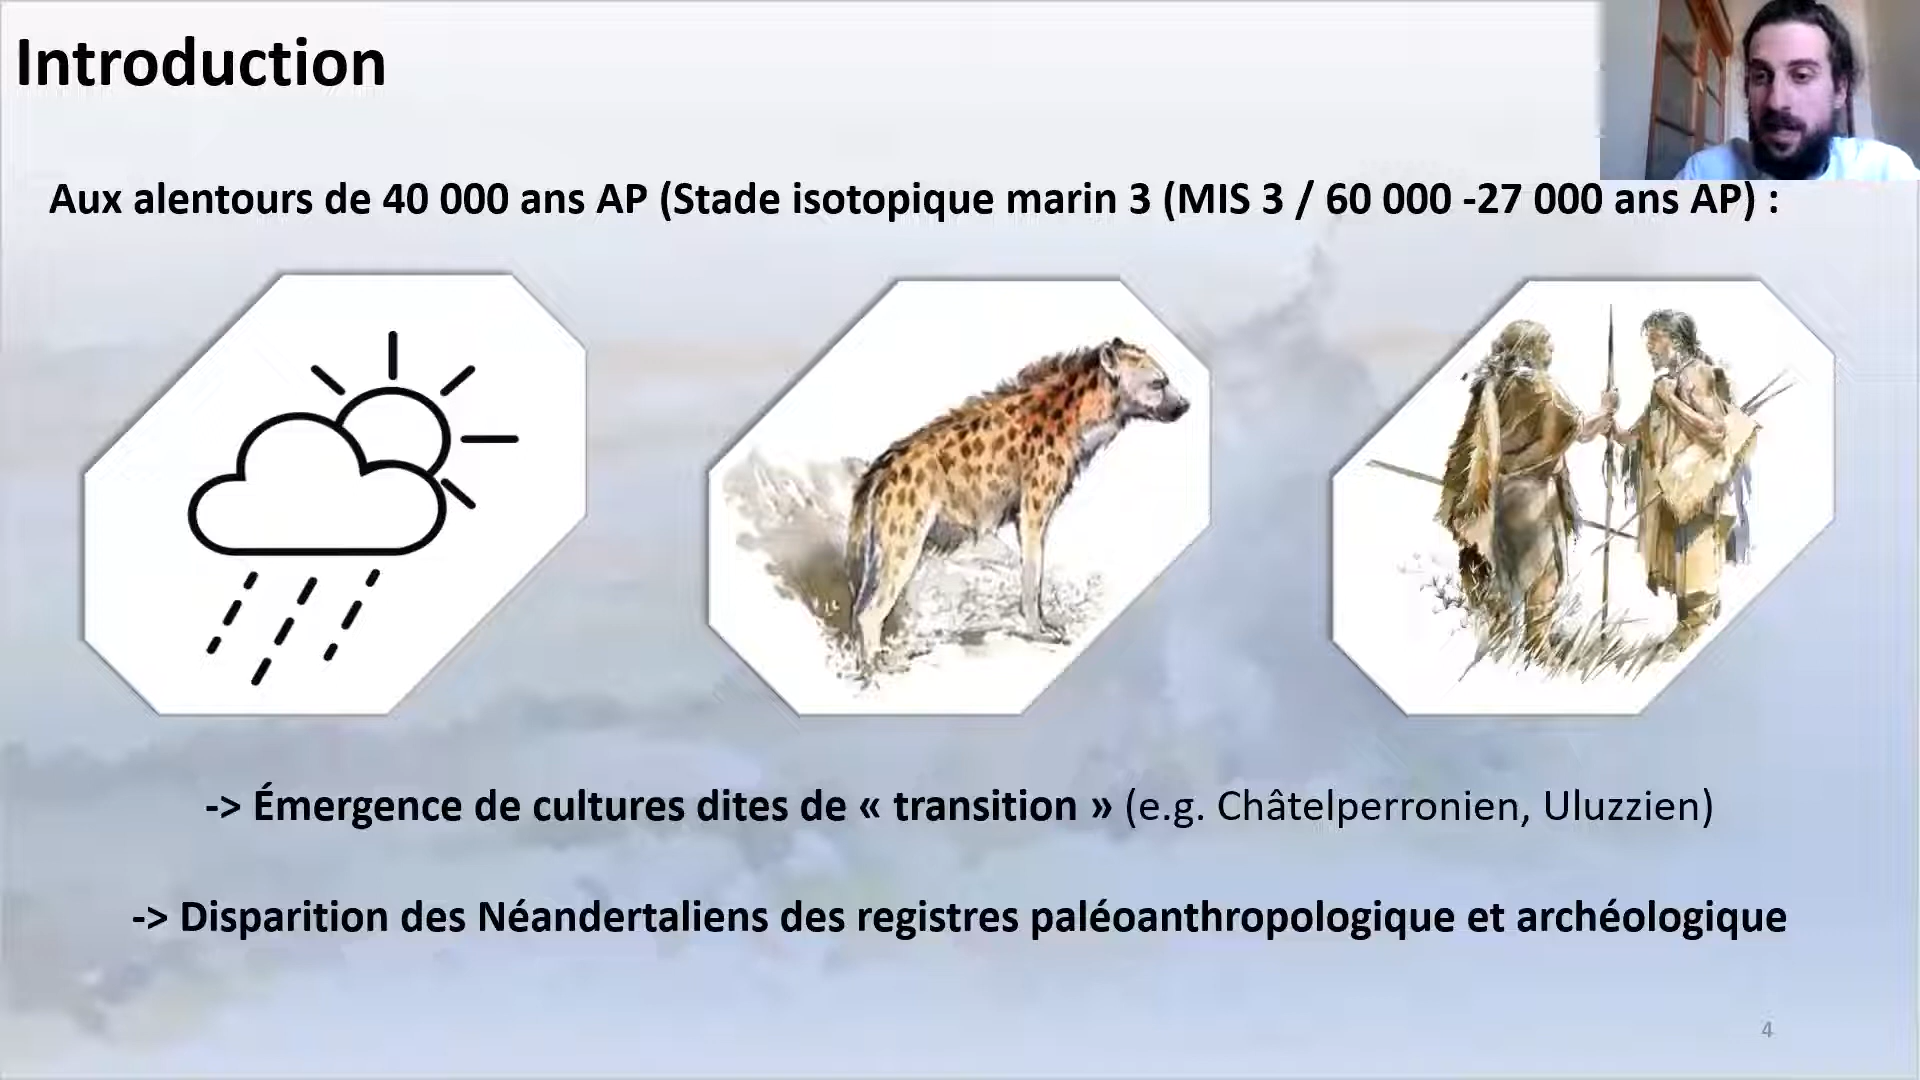 Introduction
Aux alentours de 40 000 ans AP (Stade isotopique marin 3 (MIS 3 / 60 000 -27 000 ans AP) :
-> Émergence de cultures dites de « transition » (e.g. Châtelperronien, Uluzzien)
-> Disparition des Néandertaliens des registres paléoanthropologique et archéologique
4